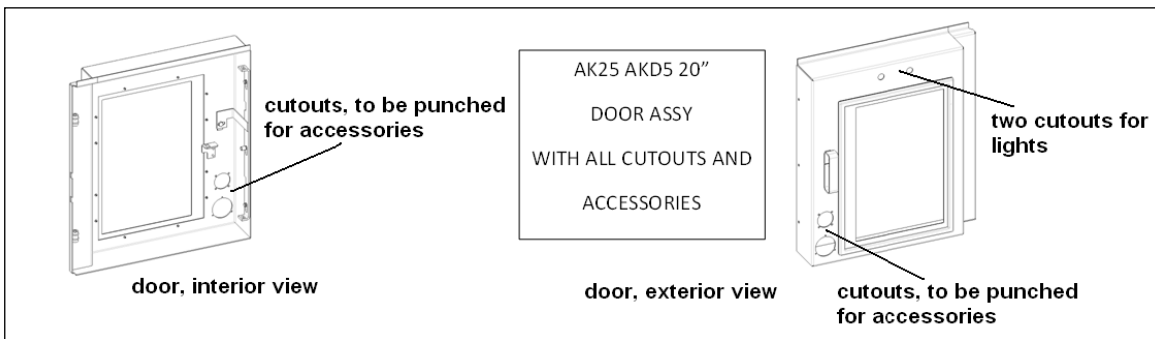 cutouts, to be punched
for accessories
door, interior view
AK25 AKD5 20”
DOOR ASSY
WITH ALL CUTOUTS AND
ACCESSORIES
two cutouts for
lights
door, exterior view
cutouts, to be punched
for accessories